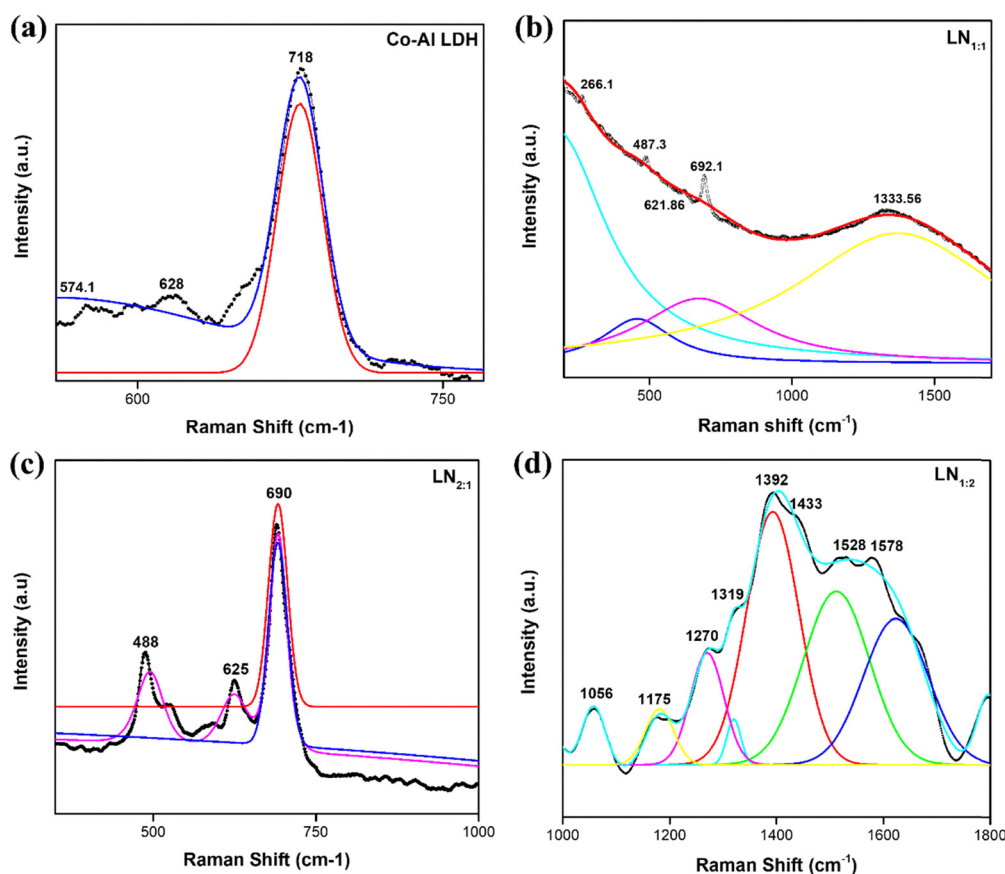 (a)
Co-Al LDH
718
574.1
628
Intensity (a.u.)
600
750
Raman Shift (cm-1)
(b)
LN1:1
266.1
487.3
692.1
621.86
1333.56
Intensity (a.u.)
500
1000
1500
Raman shift (cm-1)
(c)
LN2:1
690
488
625
Intensity (a.u)
500
750
1000
Raman Shift (cm-1)
(d)
LN1:2
1392
1433
1528
1578
1319
1270
1056
1175
Intensity (a.u.)
1000
1200
1400
1600
1800
Raman Shift (cm-1)